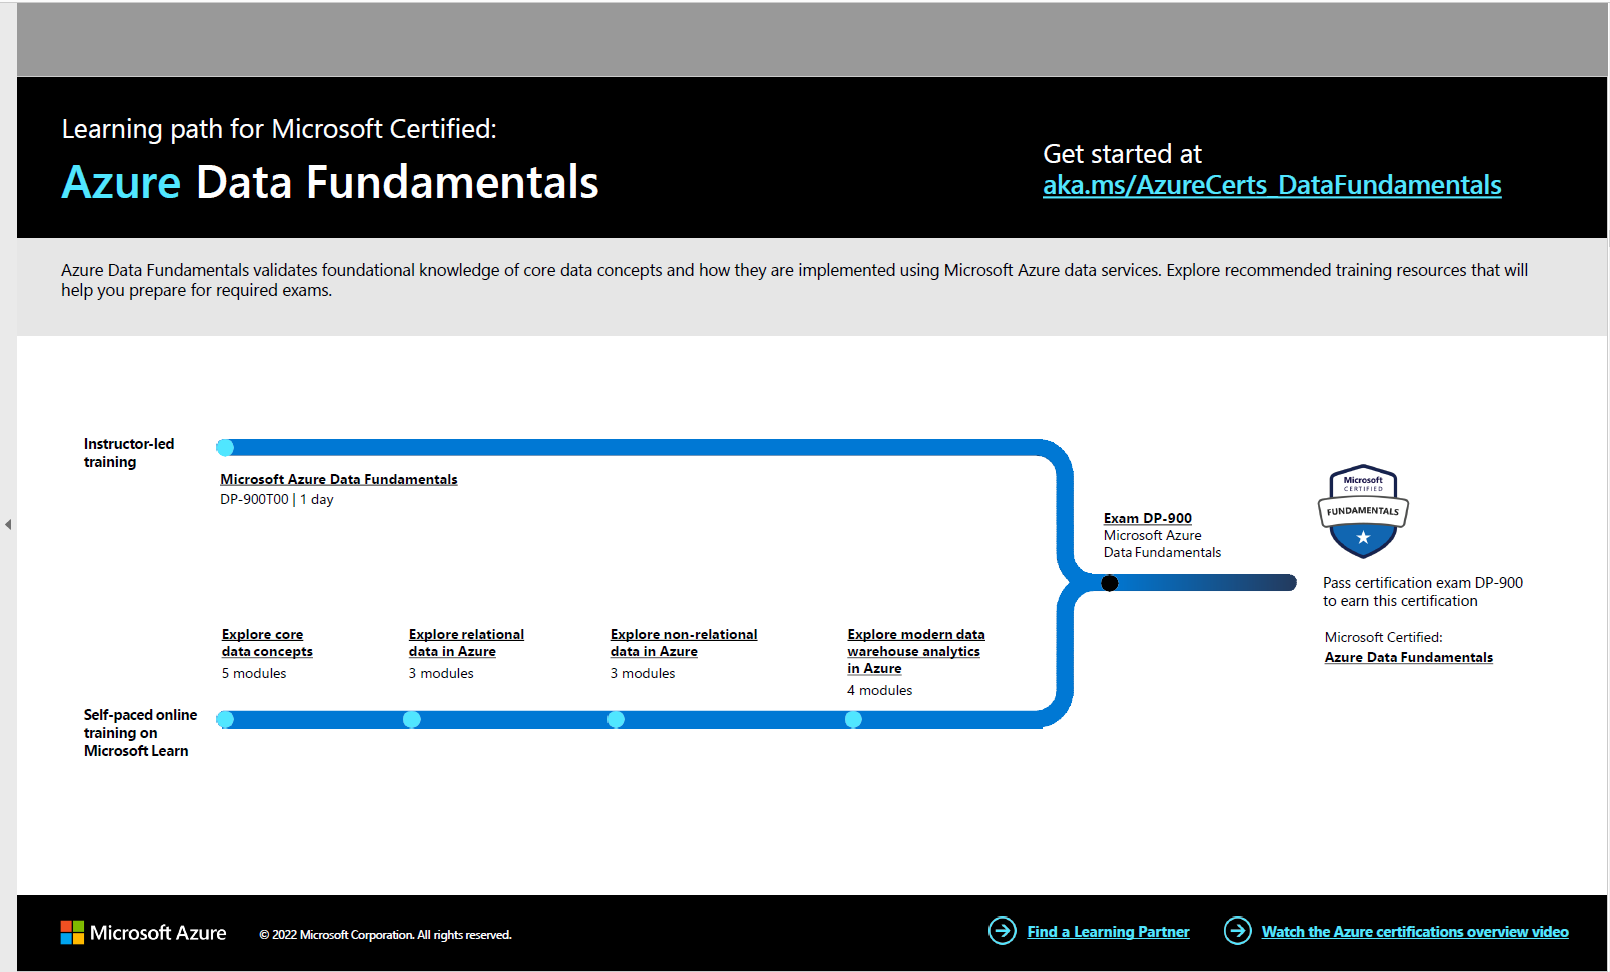 Learning path for Microsoft Certified:
Azure Data Fundamentals
Get started at
aka.ms/AzureCerts_DataFundamentals
Azure Data Fundamentals validates foundational knowledge of core data concepts and how they are implemented using Microsoft Azure data services. Explore recommended training resources that will
help you prepare for required exams.
Instructor-led
training
Microsoft Azure Data Fundamentals
DP-900T00 | 1 day
Exam DP-900
Microsoft Azure
Data Fundamentals
Microsoft
CERTIFIED
FUNDAMENTALS
Pass certification exam DP-900
to earn this certification
Microsoft Certified:
Azure Data Fundamentals
Explore core
data concepts
5 modules
Explore relational
data in Azure
3 modules
Explore non-relational
data in Azure
3 modules
Explore modern data
warehouse analytics
in Azure
4 modules
Self-paced online
training on
Microsoft Learn
Microsoft Azure
© 2022 Microsoft Corporation. All rights reserved.
Find a Learning Partner
Watch the Azure certifications overview video